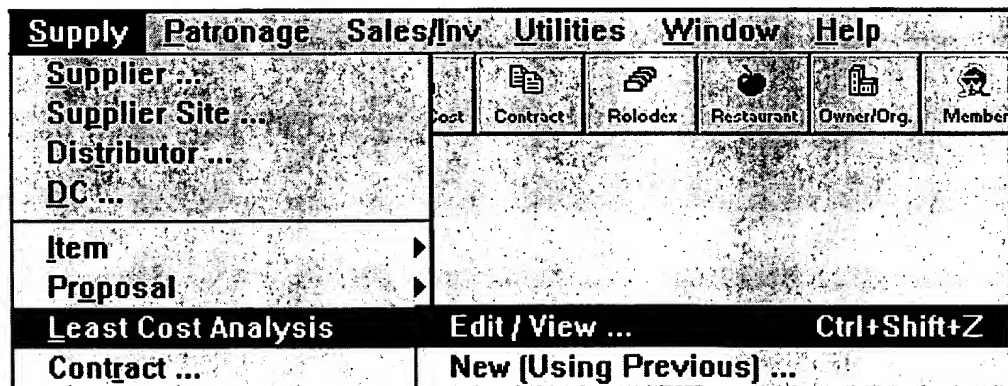 Supply Patronage Sales/Inv Utilities Window Help
Supplier ...
Supplier Site ...
Distributor ...
DC ...
Cost Contract Rolodex Restaurant Owner/Org. Member
Item
Proposal
Least Cost Analysis
Contract ...
Edit / View ... Ctrl+Shift+Z
New (Using Previous) ...